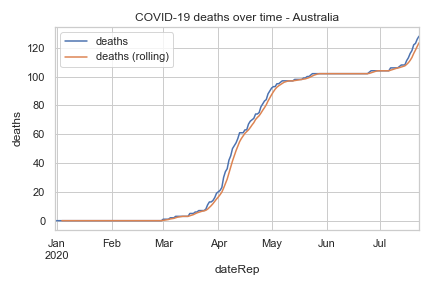 COVID-19 deaths over time - Australia
deaths
deaths (rolling)
deaths
120
100
80
60
40
20
0
Jan Feb Mar Apr May Jun Jul
2020
dateRep